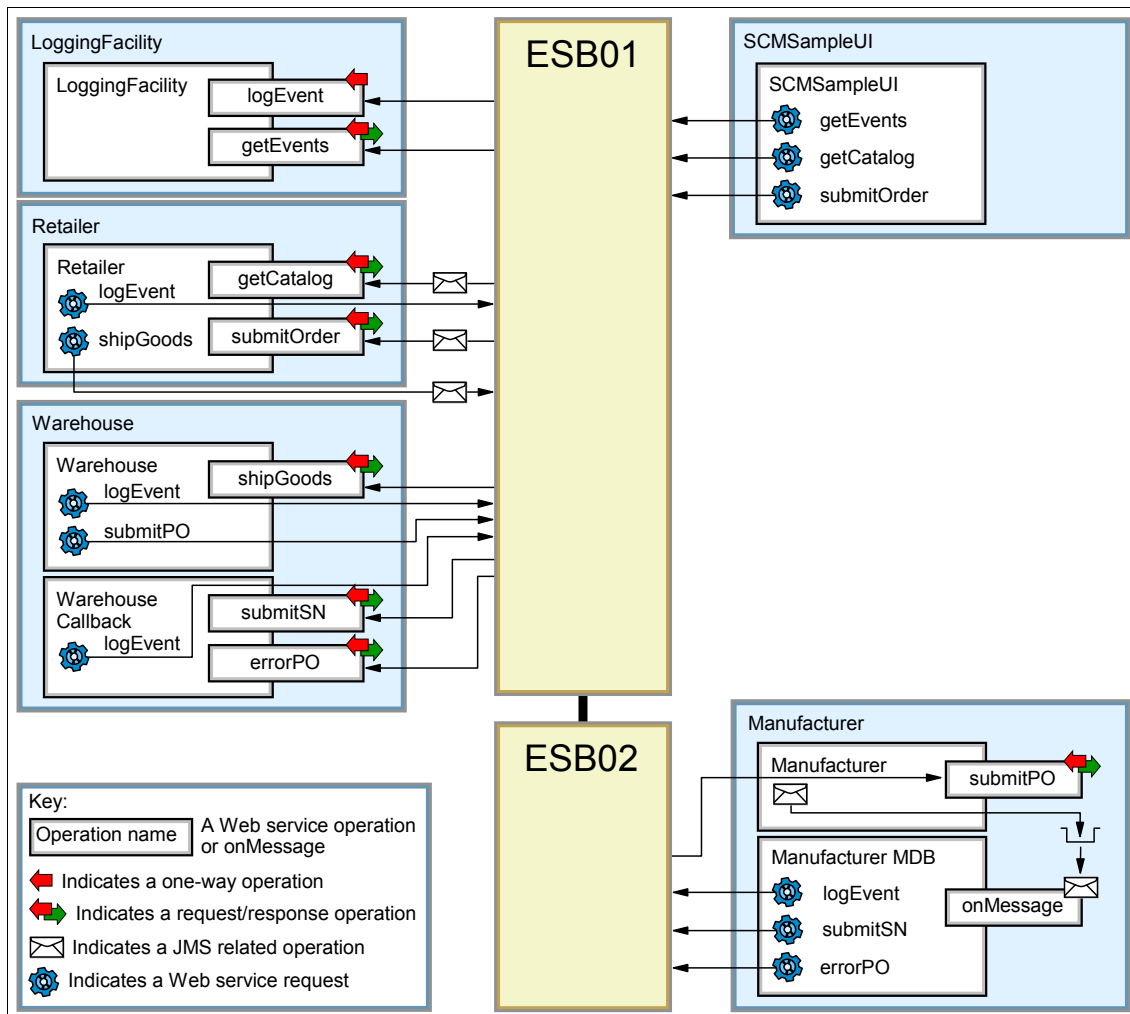 LoggingFacility
LoggingFacility
logEvent
getEvents
ESB01
SCMSampleUI
SCMSampleUI
getEvents
getCatalog
submitOrder
Retailer
Retailer
logEvent
shipGoods
getCatalog
submitOrder
Warehouse
Warehouse
logEvent
submitPO
shipGoods
Warehouse
Callback
logEvent
submitSN
errorPO
ESB02
Manufacturer
Manufacturer
submitPO
Manufacturer MDB
logEvent
submitSN
errorPO
onMessage
Key:
Operation name
A Web service operation
or onMessage
Indicates a one-way operation
Indicates a request/response operation
Indicates a JMS related operation
Indicates a Web service request